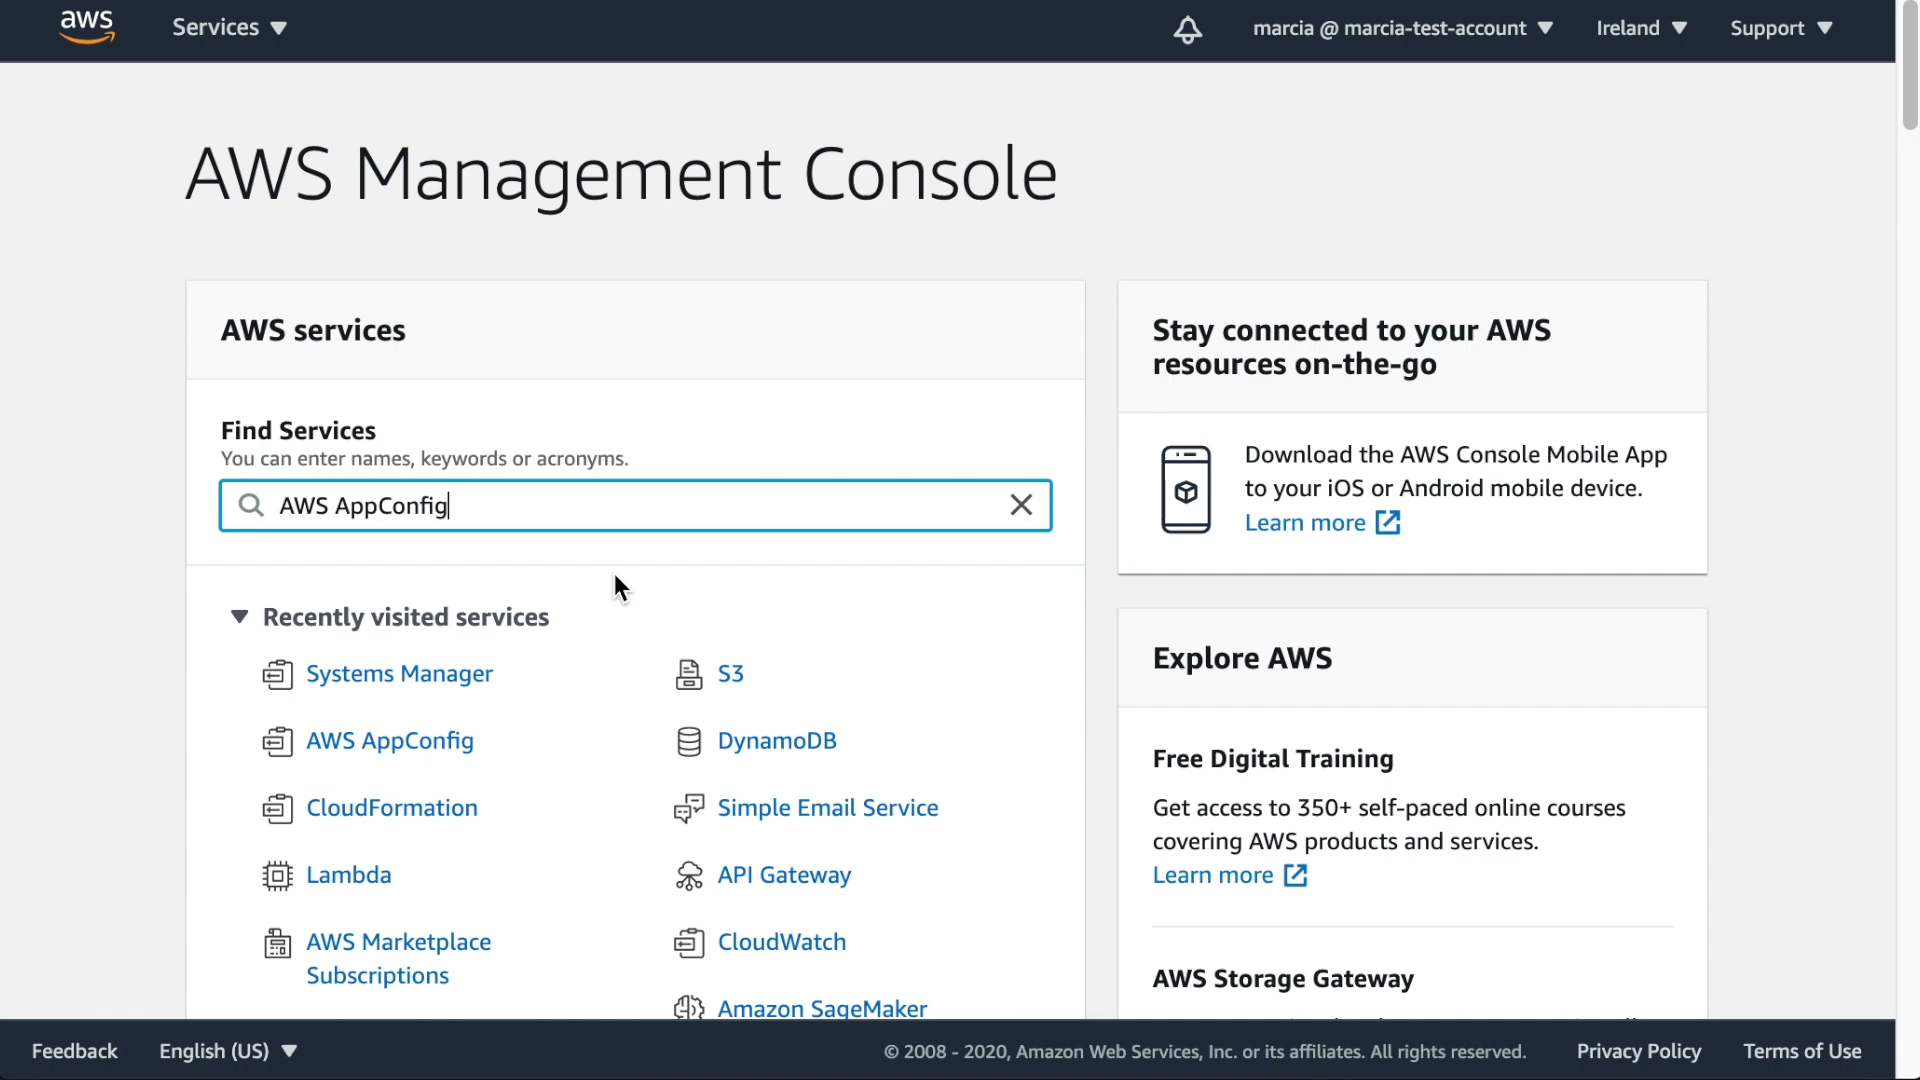 aws
Services
marcia @ marcia-test-account
Ireland
Support
AWS Management Console
AWS services
Find Services
You can enter names, keywords or acronyms.
AWS AppConfig
Recently visited services
Systems Manager
AWS AppConfig
CloudFormation
Lambda
AWS Marketplace
Subscriptions
S3
DynamoDB
Simple Email Service
API Gateway
CloudWatch
Amazon SageMaker
Stay connected to your AWS
resources on-the-go
Download the AWS Console Mobile App
to your iOS or Android mobile device.
Learn more
Explore AWS
Free Digital Training
Get access to 350+ self-paced online courses
covering AWS products and services.
Learn more
AWS Storage Gateway
Feedback
English (US)
© 2008 - 2020, Amazon Web Services, Inc. or its affiliates. All rights reserved.
Privacy Policy
Terms of Use